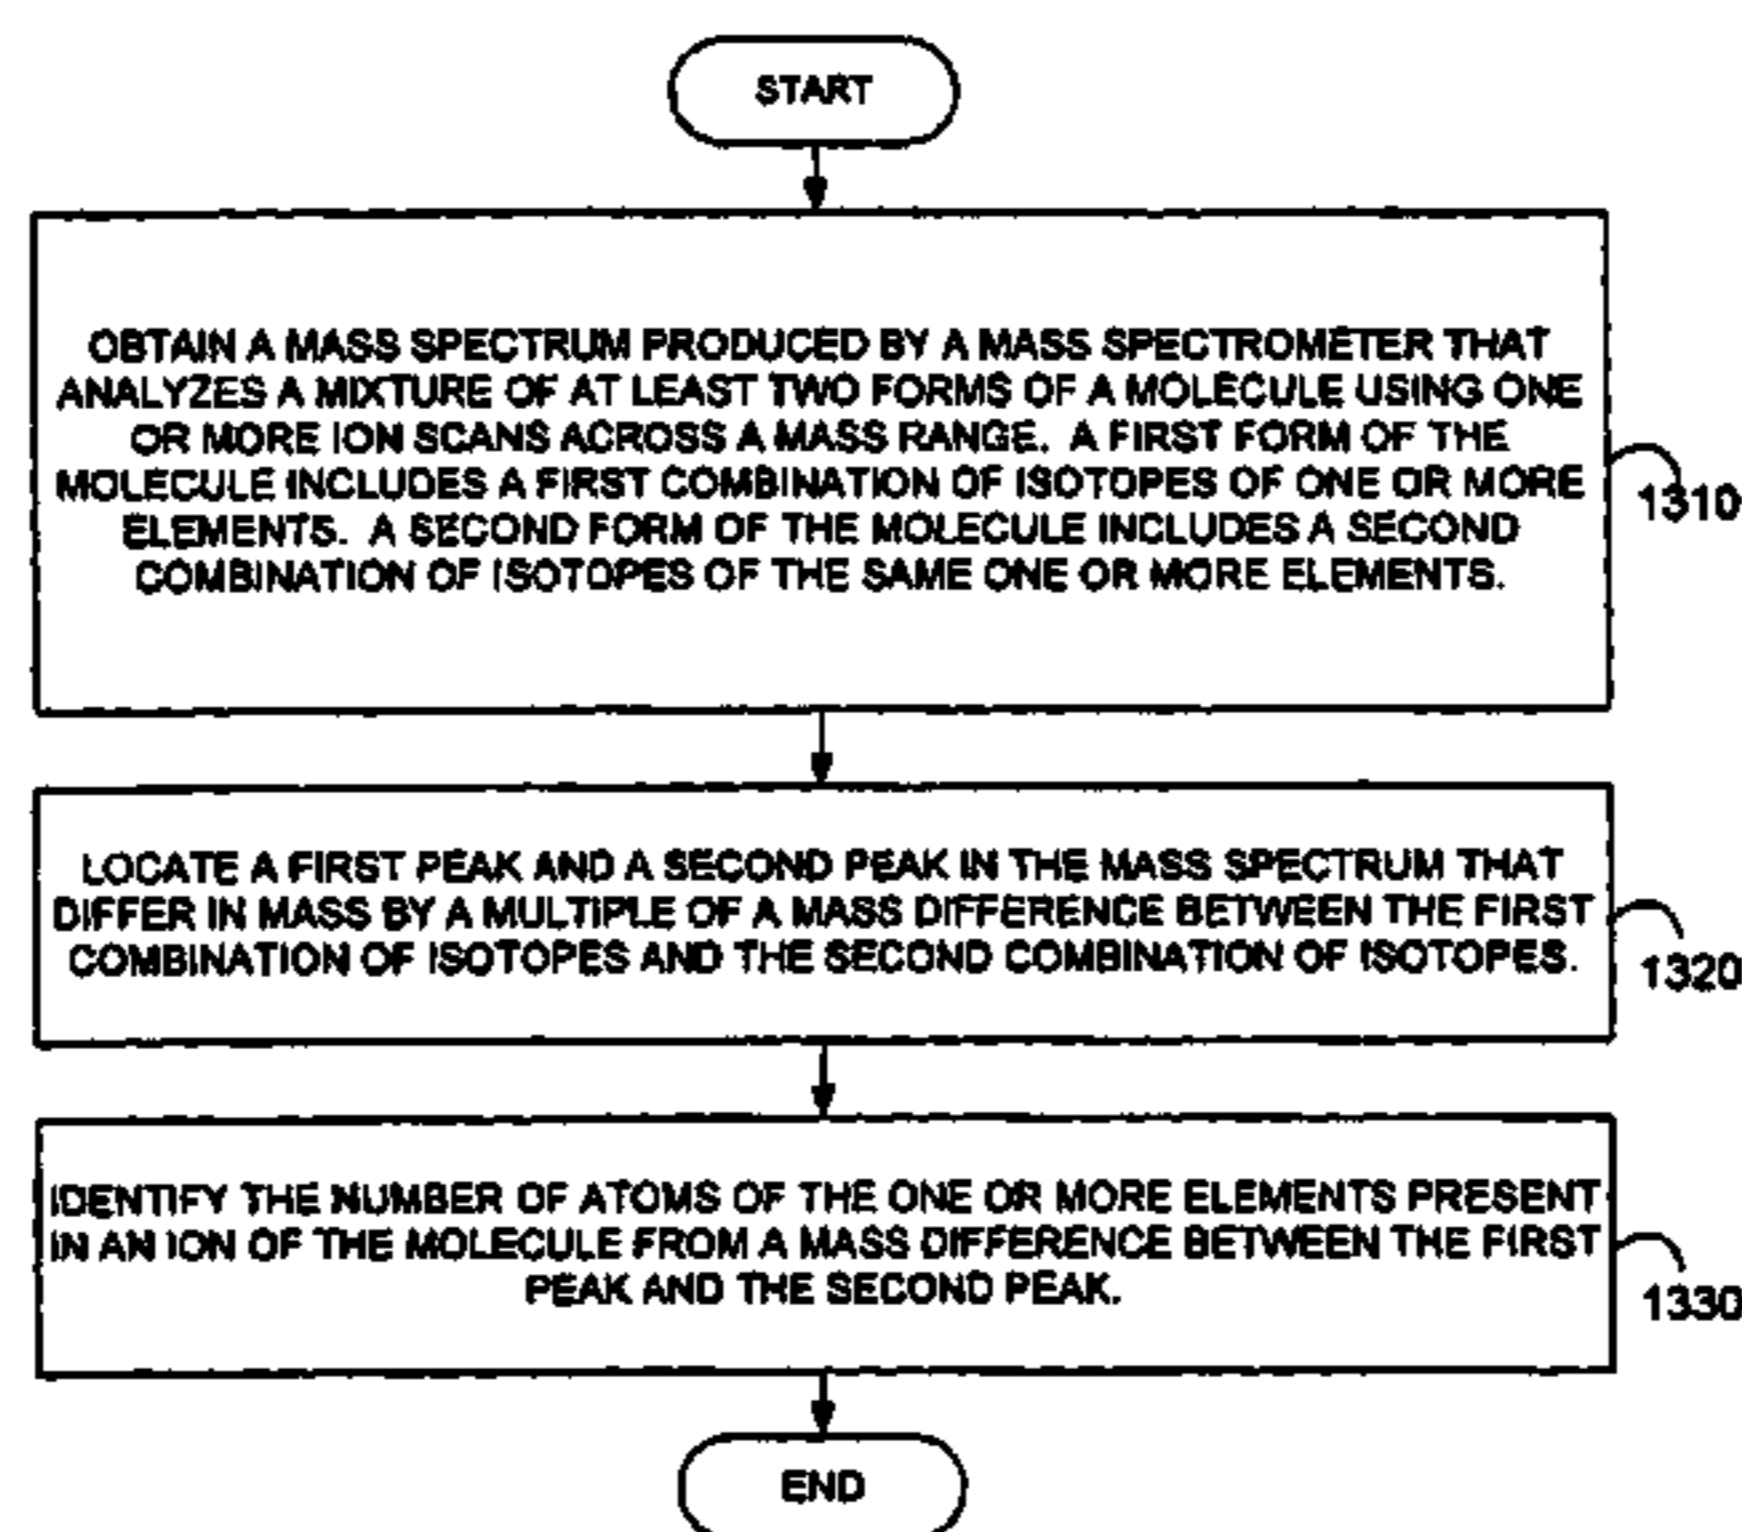 START
OBTAIN A MASS SPECTRUM PRODUCED BY A MASS SPECTROMETER THAT
ANALYZES A MIXTURE OF AT LEAST TWO FORMS OF A MOLECULE USING ONE
OR MORE ION SCANS ACROSS A MASS RANGE. A FIRST FORM OF THE
MOLECULE INCLUDES A FIRST COMBINATION OF ISOTOPES OF ONE OR MORE
ELEMENTS. A SECOND FORM OF THE MOLECULE INCLUDES A SECOND
COMBINATION OF ISOTOPES OF THE SAME ONE OR MORE ELEMENTS.
1310
LOCATE A FIRST PEAK AND A SECOND PEAK IN THE MASS SPECTRUM THAT
DIFFER IN MASS BY A MULTIPLE OF A MASS DIFFERENCE BETWEEN THE FIRST
COMBINATION OF ISOTOPES AND THE SECOND COMBINATION OF ISOTOPES.
1320
IDENTIFY THE NUMBER OF ATOMS OF THE ONE OR MORE ELEMENTS PRESENT
IN AN ION OF THE MOLECULE FROM A MASS DIFFERENCE BETWEEN THE FIRST
PEAK AND THE SECOND PEAK.
1330
END